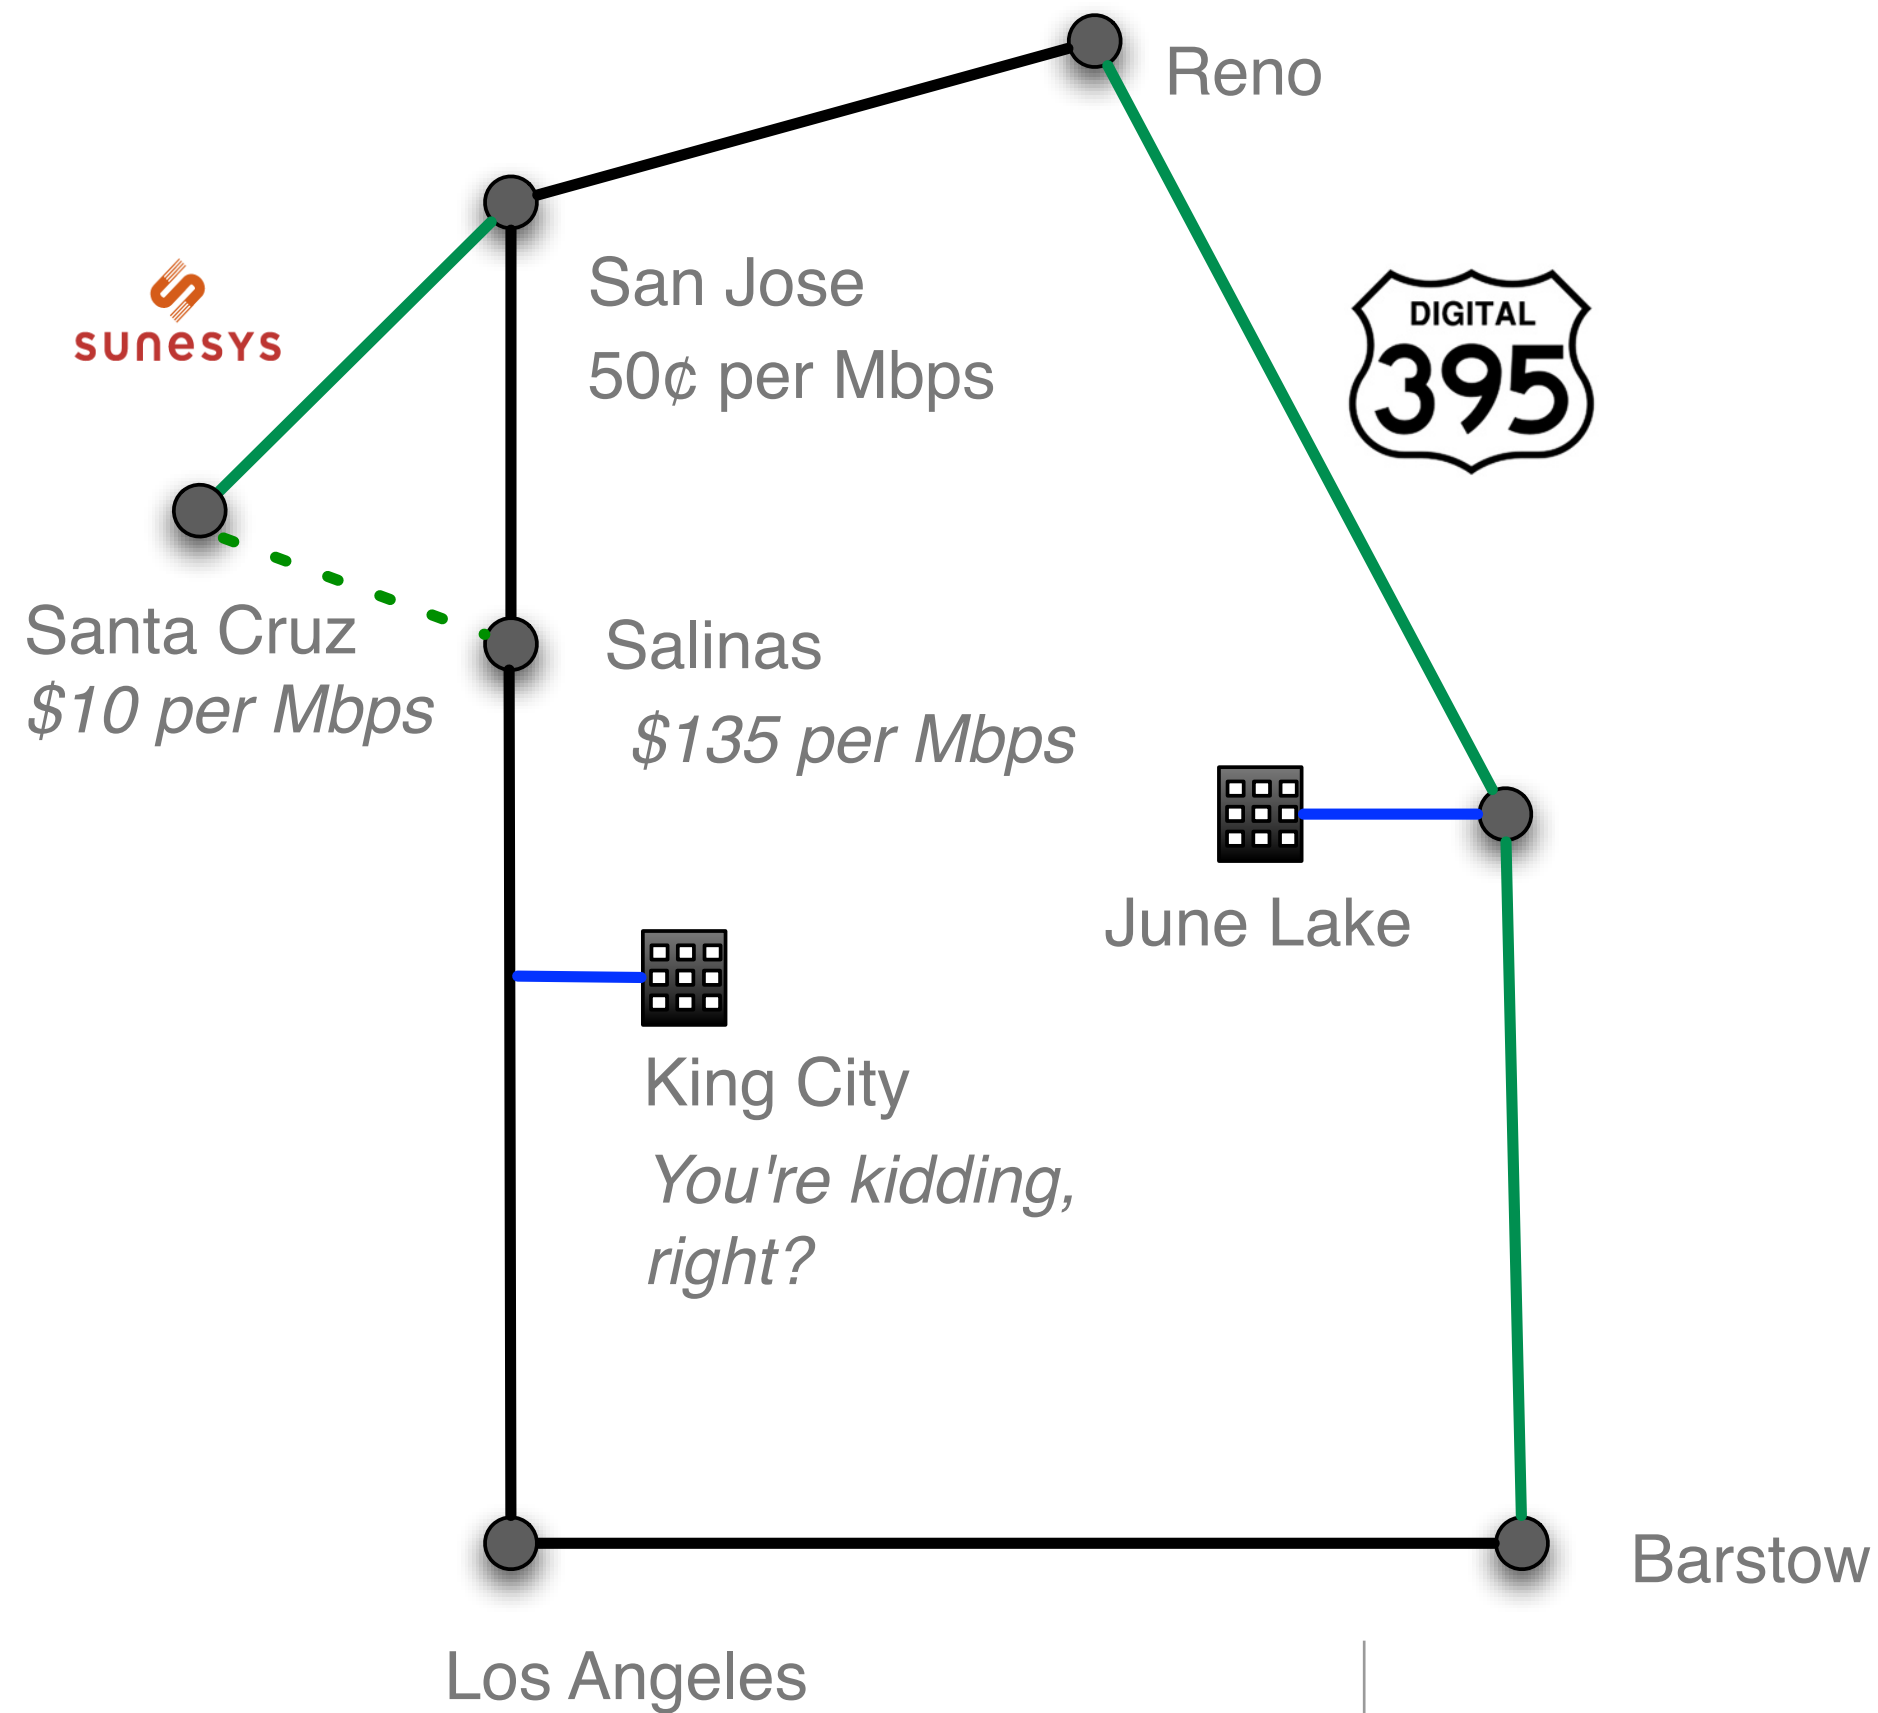 Reno
San Jose
50¢ per Mbps
sunesys
DIGITAL
395
Santa Cruz
$10 per Mbps
Salinas
$135 per Mbps
June Lake
King City
You're kidding,
right?
Barstow
Los Angeles